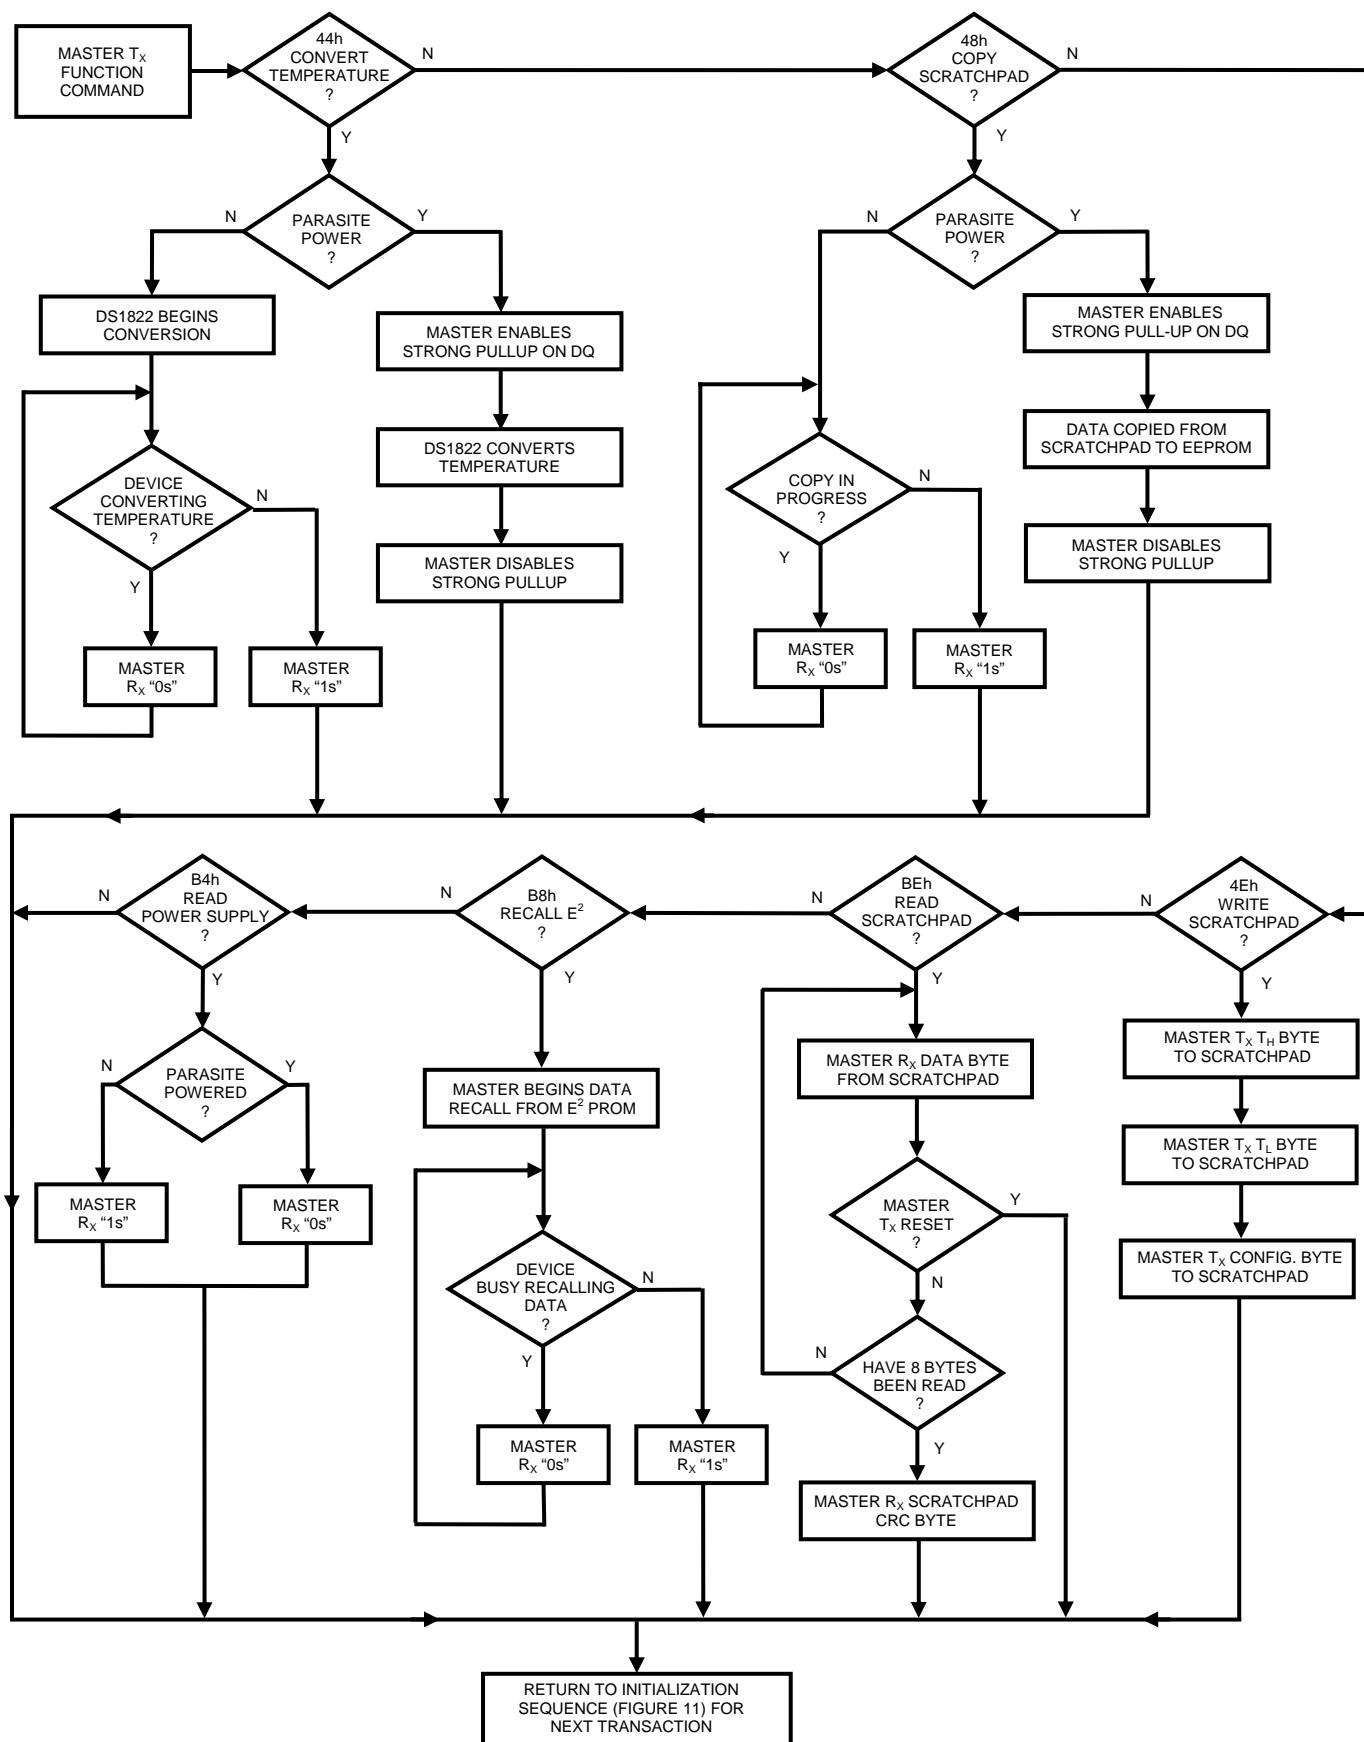 MASTER TX
FUNCTION
COMMAND
44h
CONVERT
TEMPERATURE
?
N
Y
48h
COPY
SCRATCHPAD
?
N
Y
PARASITE
POWER
?
N
Y
PARASITE
POWER
?
N
Y
DS1822 BEGINS
CONVERSION
MASTER ENABLES
STRONG PULLUP ON DQ
MASTER ENABLES
STRONG PULL-UP ON DQ
DS1822 CONVERTS
TEMPERATURE
DATA COPIED FROM
SCRATCHPAD TO EEPROM
DEVICE
CONVERTING
TEMPERATURE
?
N
Y
COPY IN
PROGRESS
?
N
Y
MASTER DISABLES
STRONG PULLUP
MASTER DISABLES
STRONG PULLUP
MASTER
RX “0s”
MASTER
RX “1s”
MASTER
RX “0s”
MASTER
RX “1s”
B4h
READ
POWER SUPPLY
?
N
Y
B8h
RECALL E2
?
N
Y
BEh
READ
SCRATCHPAD
?
N
Y
4Eh
WRITE
SCRATCHPAD
?
N
Y
PARASITE
POWERED
?
N
Y
MASTER
RX “1s”
MASTER
RX “0s”
MASTER BEGINS DATA
RECALL FROM E2 PROM
DEVICE
BUSY RECALLING
DATA
?
N
Y
MASTER
RX “0s”
MASTER
RX “1s”
MASTER RX DATA BYTE
FROM SCRATCHPAD
MASTER
TX RESET
?
Y
N
HAVE 8 BYTES
BEEN READ
?
N
Y
MASTER RX SCRATCHPAD
CRC BYTE
MASTER TX TH BYTE
TO SCRATCHPAD
MASTER TX TL BYTE
TO SCRATCHPAD
MASTER TX CONFIG. BYTE
TO SCRATCHPAD
RETURN TO INITIALIZATION
SEQUENCE (FIGURE 11) FOR
NEXT TRANSACTION